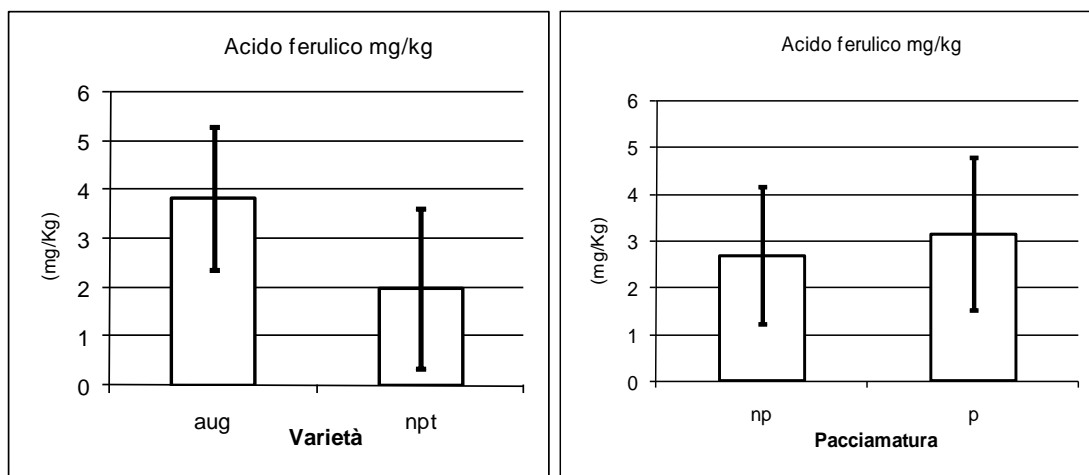 Acido ferulico mg/kg
6
5
4
3
2
1
0
(mg/Kg)
aug
npt
Varietà
Acido ferulico mg/kg
6
5
4
3
2
1
0
(mg/Kg)
np
p
Pacciamatura